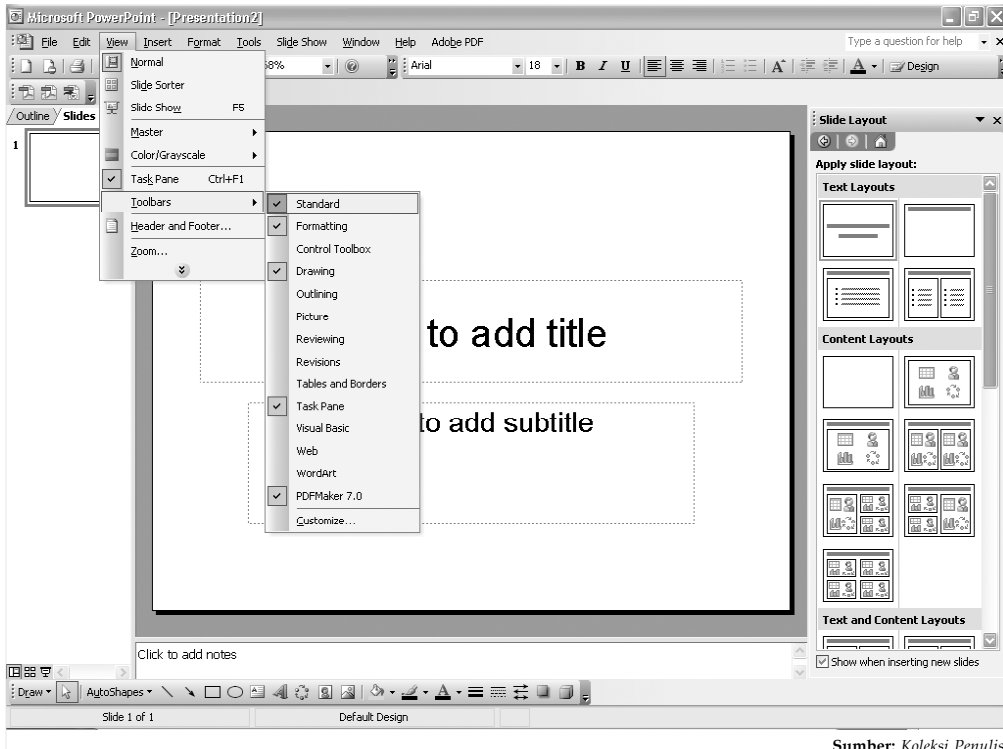 Microsoft PowerPoint - [Presentation2]
File Edit View Insert Format Tools Slide Show Window Help Adobe PDF
Type a question for help
58% Arial 18 B I U A A Design
Normal
Slide Sorter
Slide Show F5
Master
Color/Grayscale
Task Pane Ctrl+F1
Toolbars
Header and Footer...
Zoom...
Standard
Formatting
Control Toolbox
Drawing
Outlining
Picture
Reviewing
Revisions
Tables and Borders
Task Pane
Visual Basic
Web
WordArt
PDFMaker 7.0
Customize...
Outline Slides
1
to add title
to add subtitle
Slide Layout
Apply slide layout:
Text Layouts
Content Layouts
Text and Content Layouts
Show when inserting new slides
Click to add notes
Draw AutoShapes A A
Slide 1 of 1 Default Design
Sumber: Koleksi Penulis